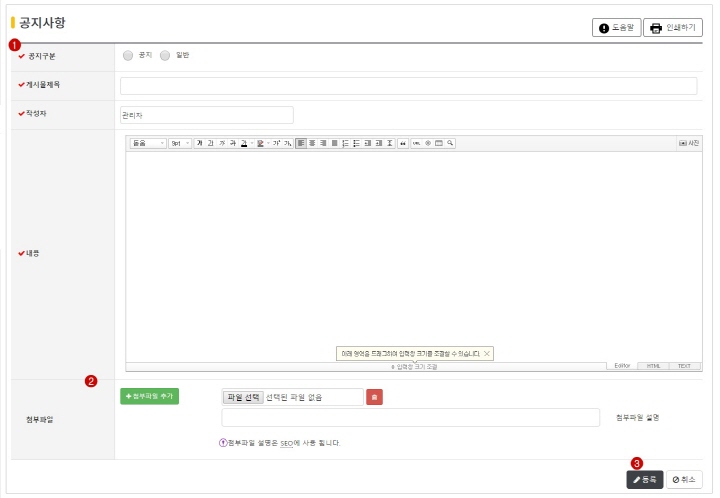 공지사항
도움말 인쇄하기
1
공지구분 공지 일반
게시물제목
작성자 관리자
돋움 9pt 가 가 가 가 가 가 가 URL 사진
내용
아래 영역을 드래그하여 입력창 크기를 조절할 수 있습니다.
입력창 크기 조절 Editor HTML TEXT
2
첨부파일 +첨부파일 추가 파일 선택 선택된 파일 없음
첨부파일 설명
첨부파일 설명은 SEO에 사용 됩니다.
3
등록 취소